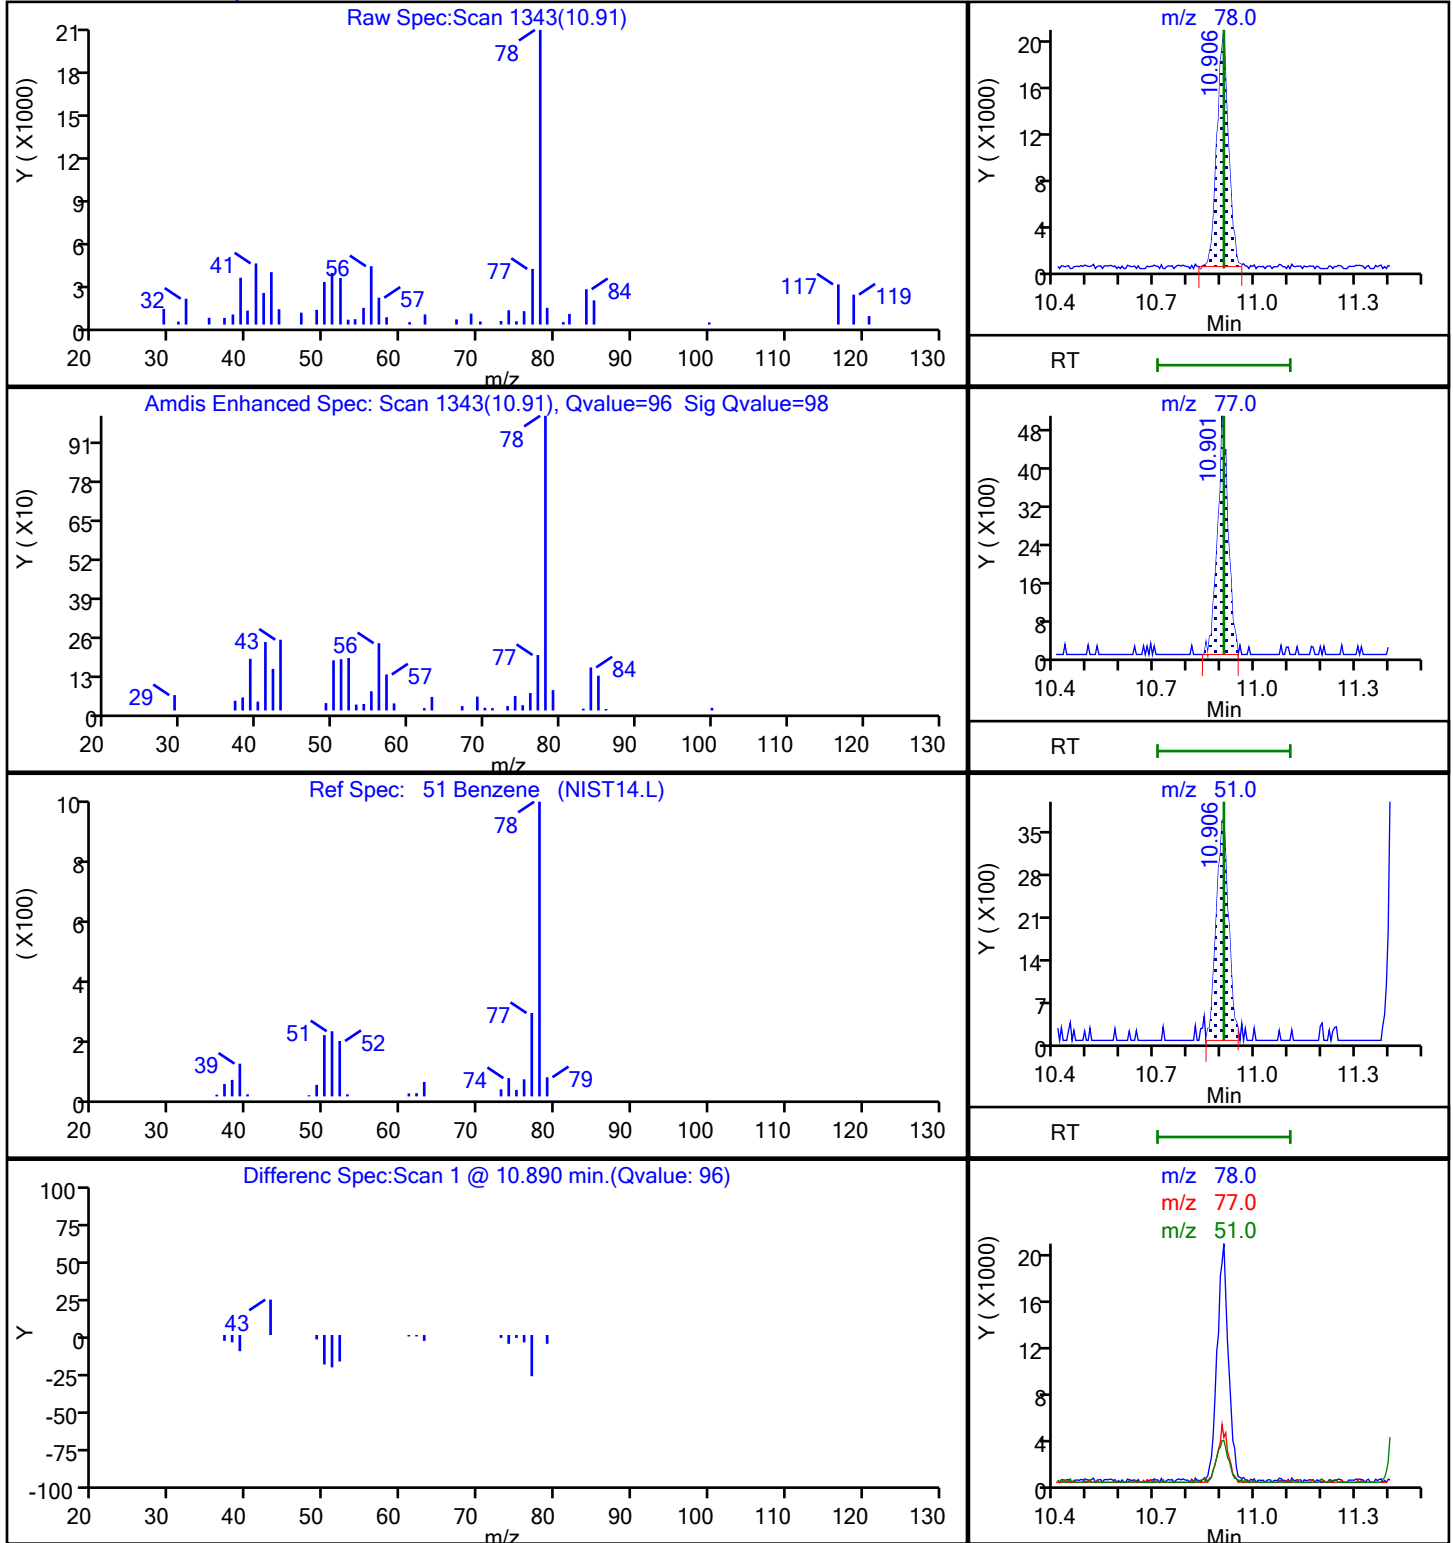 Raw Spec:Scan 1343(10.91)
Y ( X1000)
21
18
15
12
9
6
3
0
78
41
56
77
32
57
84
117
119
20 30 40 50 60 70 80 90 100 110 120 130
m/z
m/z 78.0
Y ( X1000)
20
16
12
8
4
0
10.906
10.4 10.7 11.0 11.3
Min
RT
Amdis Enhanced Spec: Scan 1343(10.91), Qvalue=96 Sig Qvalue=98
Y ( X10)
91
78
65
52
39
26
13
0
78
43
56
77
57
84
29
20 30 40 50 60 70 80 90 100 110 120 130
m/z
m/z 77.0
Y ( X100)
48
40
32
24
16
8
0
10.901
10.4 10.7 11.0 11.3
Min
RT
Ref Spec: 51 Benzene (NIST14.L)
( X100)
10
8
6
4
2
0
78
77
51
52
39
74
79
20 30 40 50 60 70 80 90 100 110 120 130
m/z 51.0
Y ( X100)
35
28
21
14
7
0
10.906
10.4 10.7 11.0 11.3
Min
RT
Differenc Spec:Scan 1 @ 10.890 min.(Qvalue: 96)
Y
100
75
50
25
0
-25
-50
-75
-100
43
20 30 40 50 60 70 80 90 100 110 120 130
m/z
m/z 78.0
m/z 77.0
m/z 51.0
Y ( X1000)
20
16
12
8
4
0
10.4 10.7 11.0 11.3
Min